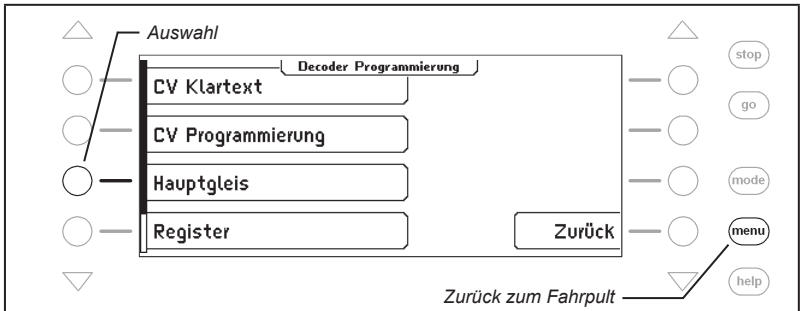 Auswahl
Decoder Programmierung
CV Klartext
CV Programmierung
Hauptgleis
Register
Zurück
stop
go
mode
menu
help
Zurück zum Fahrpult